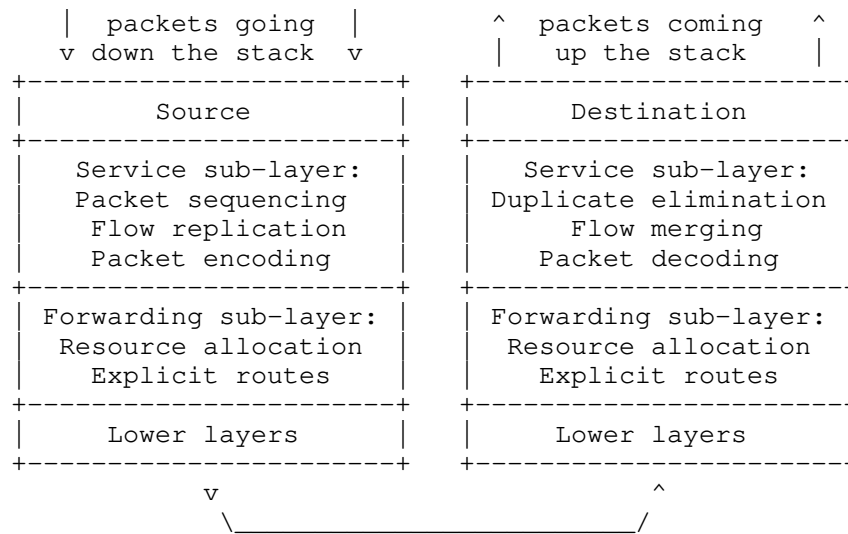 packets going packets coming
down the stack up the stack
Source Destination
Service sub-layer: Service sub-layer:
Packet sequencing Duplicate elimination
Flow replication Flow merging
Packet encoding Packet decoding
Forwarding sub-layer: Forwarding sub-layer:
Resource allocation Resource allocation
Explicit routes Explicit routes
Lower layers Lower layers